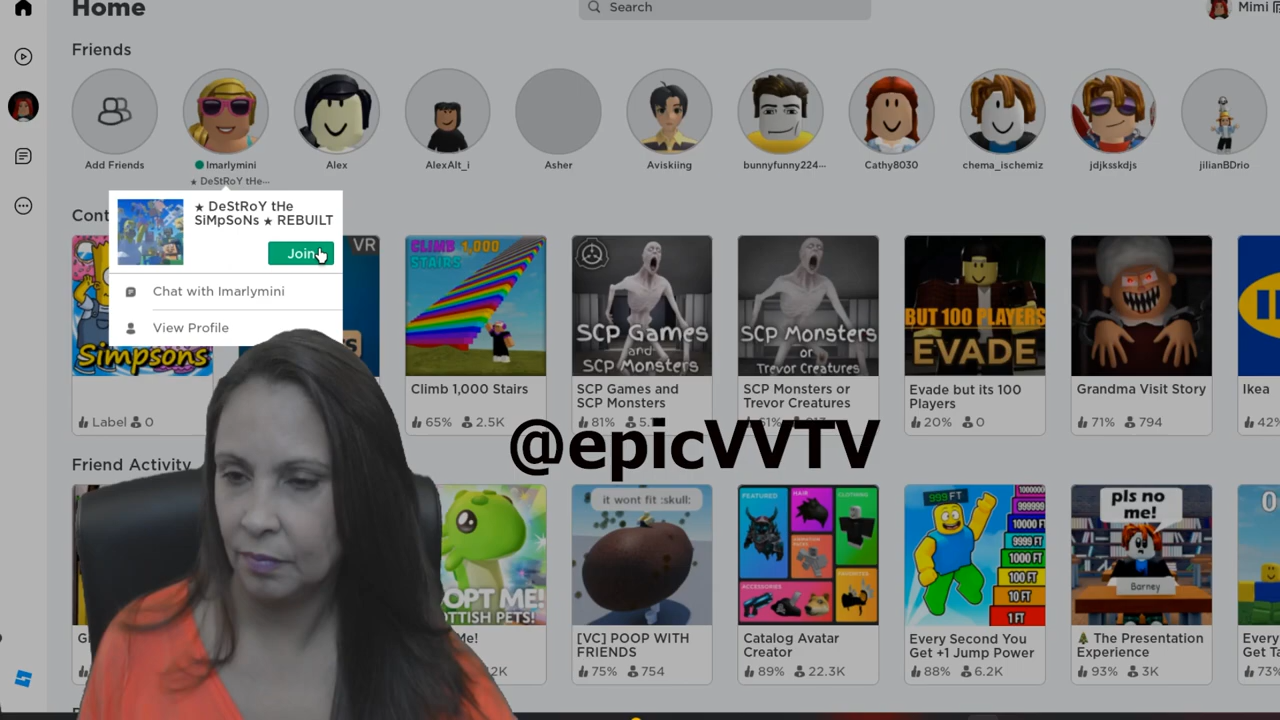 Home
Search
Mimi
Friends
Add Friends
Imarlymini
★ DeStRoY tHe...
Alex
AlexAlt_i
Asher
Aviskiing
bunnyfunny224...
Cathy8030
chema_ischemiz
jdjksskdjs
jilianBDrio
★ DeStRoY tHe
SiMpSoNs ★ REBUILT
Join
Chat with Imarlymini
View Profile
Cont
Simpsons
Label 0
VR
CLIMB 1,000
STAIRS
Climb 1,000 Stairs
65% 2.5K
SCP Games
and
SCP Monsters
SCP Games and
SCP Monsters
81%
SCP Monsters
or
Trevor Creatures
SCP Monsters or
Trevor Creatures
BUT 100 PLAYERS
EVADE
Evade but its 100
Players
20% 0
Grandma Visit Story
71% 794
Ikea
42%
@epicVVTV
Friend Activity
OPT ME!
OTTISH PETS!
Me!
2K
it wont fit :skull:
[VC] POOP WITH
FRIENDS
75% 754
FEATURED
HAIR
CLOTHING
ACCESSORIES
FAVORITES
Catalog Avatar
Creator
89% 22.3K
999 FT
10000 FT
9999 FT
1000 FT
100 FT
10 FT
1 FT
Every Second You
Get +1 Jump Power
88% 6.2K
pls no
me!
Barney
🌲 The Presentation
Experience
93% 3K
0
Every
Get Ta
73%